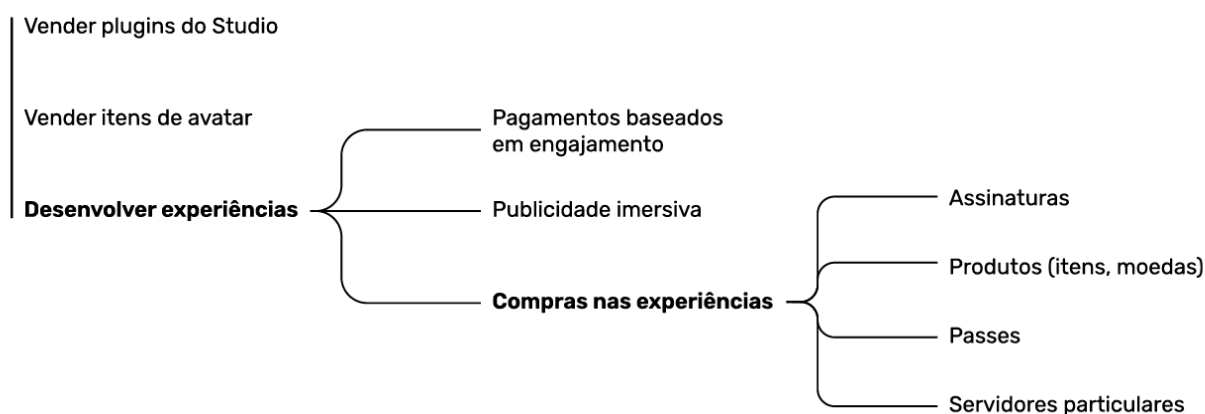 Vender plugins do Studio
Vender itens de avatar
Desenvolver experiências
Pagamentos baseados
em engajamento
Publicidade imersiva
Compras nas experiências
Assinaturas
Produtos (itens, moedas)
Passes
Servidores particulares